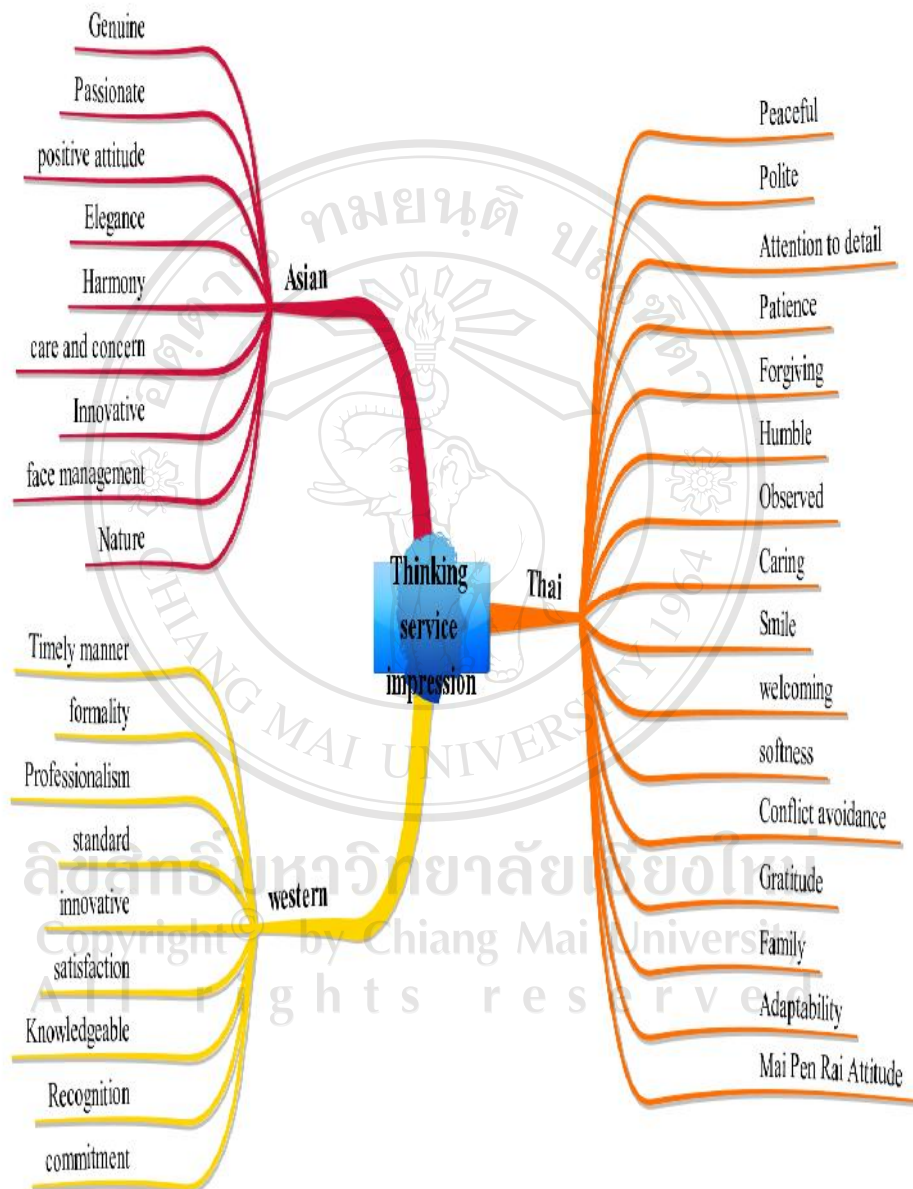 Genuine
Passionate
positive attitude
Elegance
Harmony
care and concern
Innovative
face management
Nature
Asian
Timely manner
formality
Professionalism
standard
innovative
satisfaction
Knowledgeable
Recognition
commitment
western
Thinking
service
impression
Thai
Peaceful
Polite
Attention to detail
Patience
Forgiving
Humble
Observed
Caring
Smile
welcoming
softness
Conflict avoidance
Gratitude
Family
Adaptability
Mai Pen Rai Attitude
CHIANG MAI UNIVERSITY 1964
ลิขสิทธิ์มหาวิทยาลัยเชียงใหม่
Copyright© by Chiang Mai University
All rights reserved